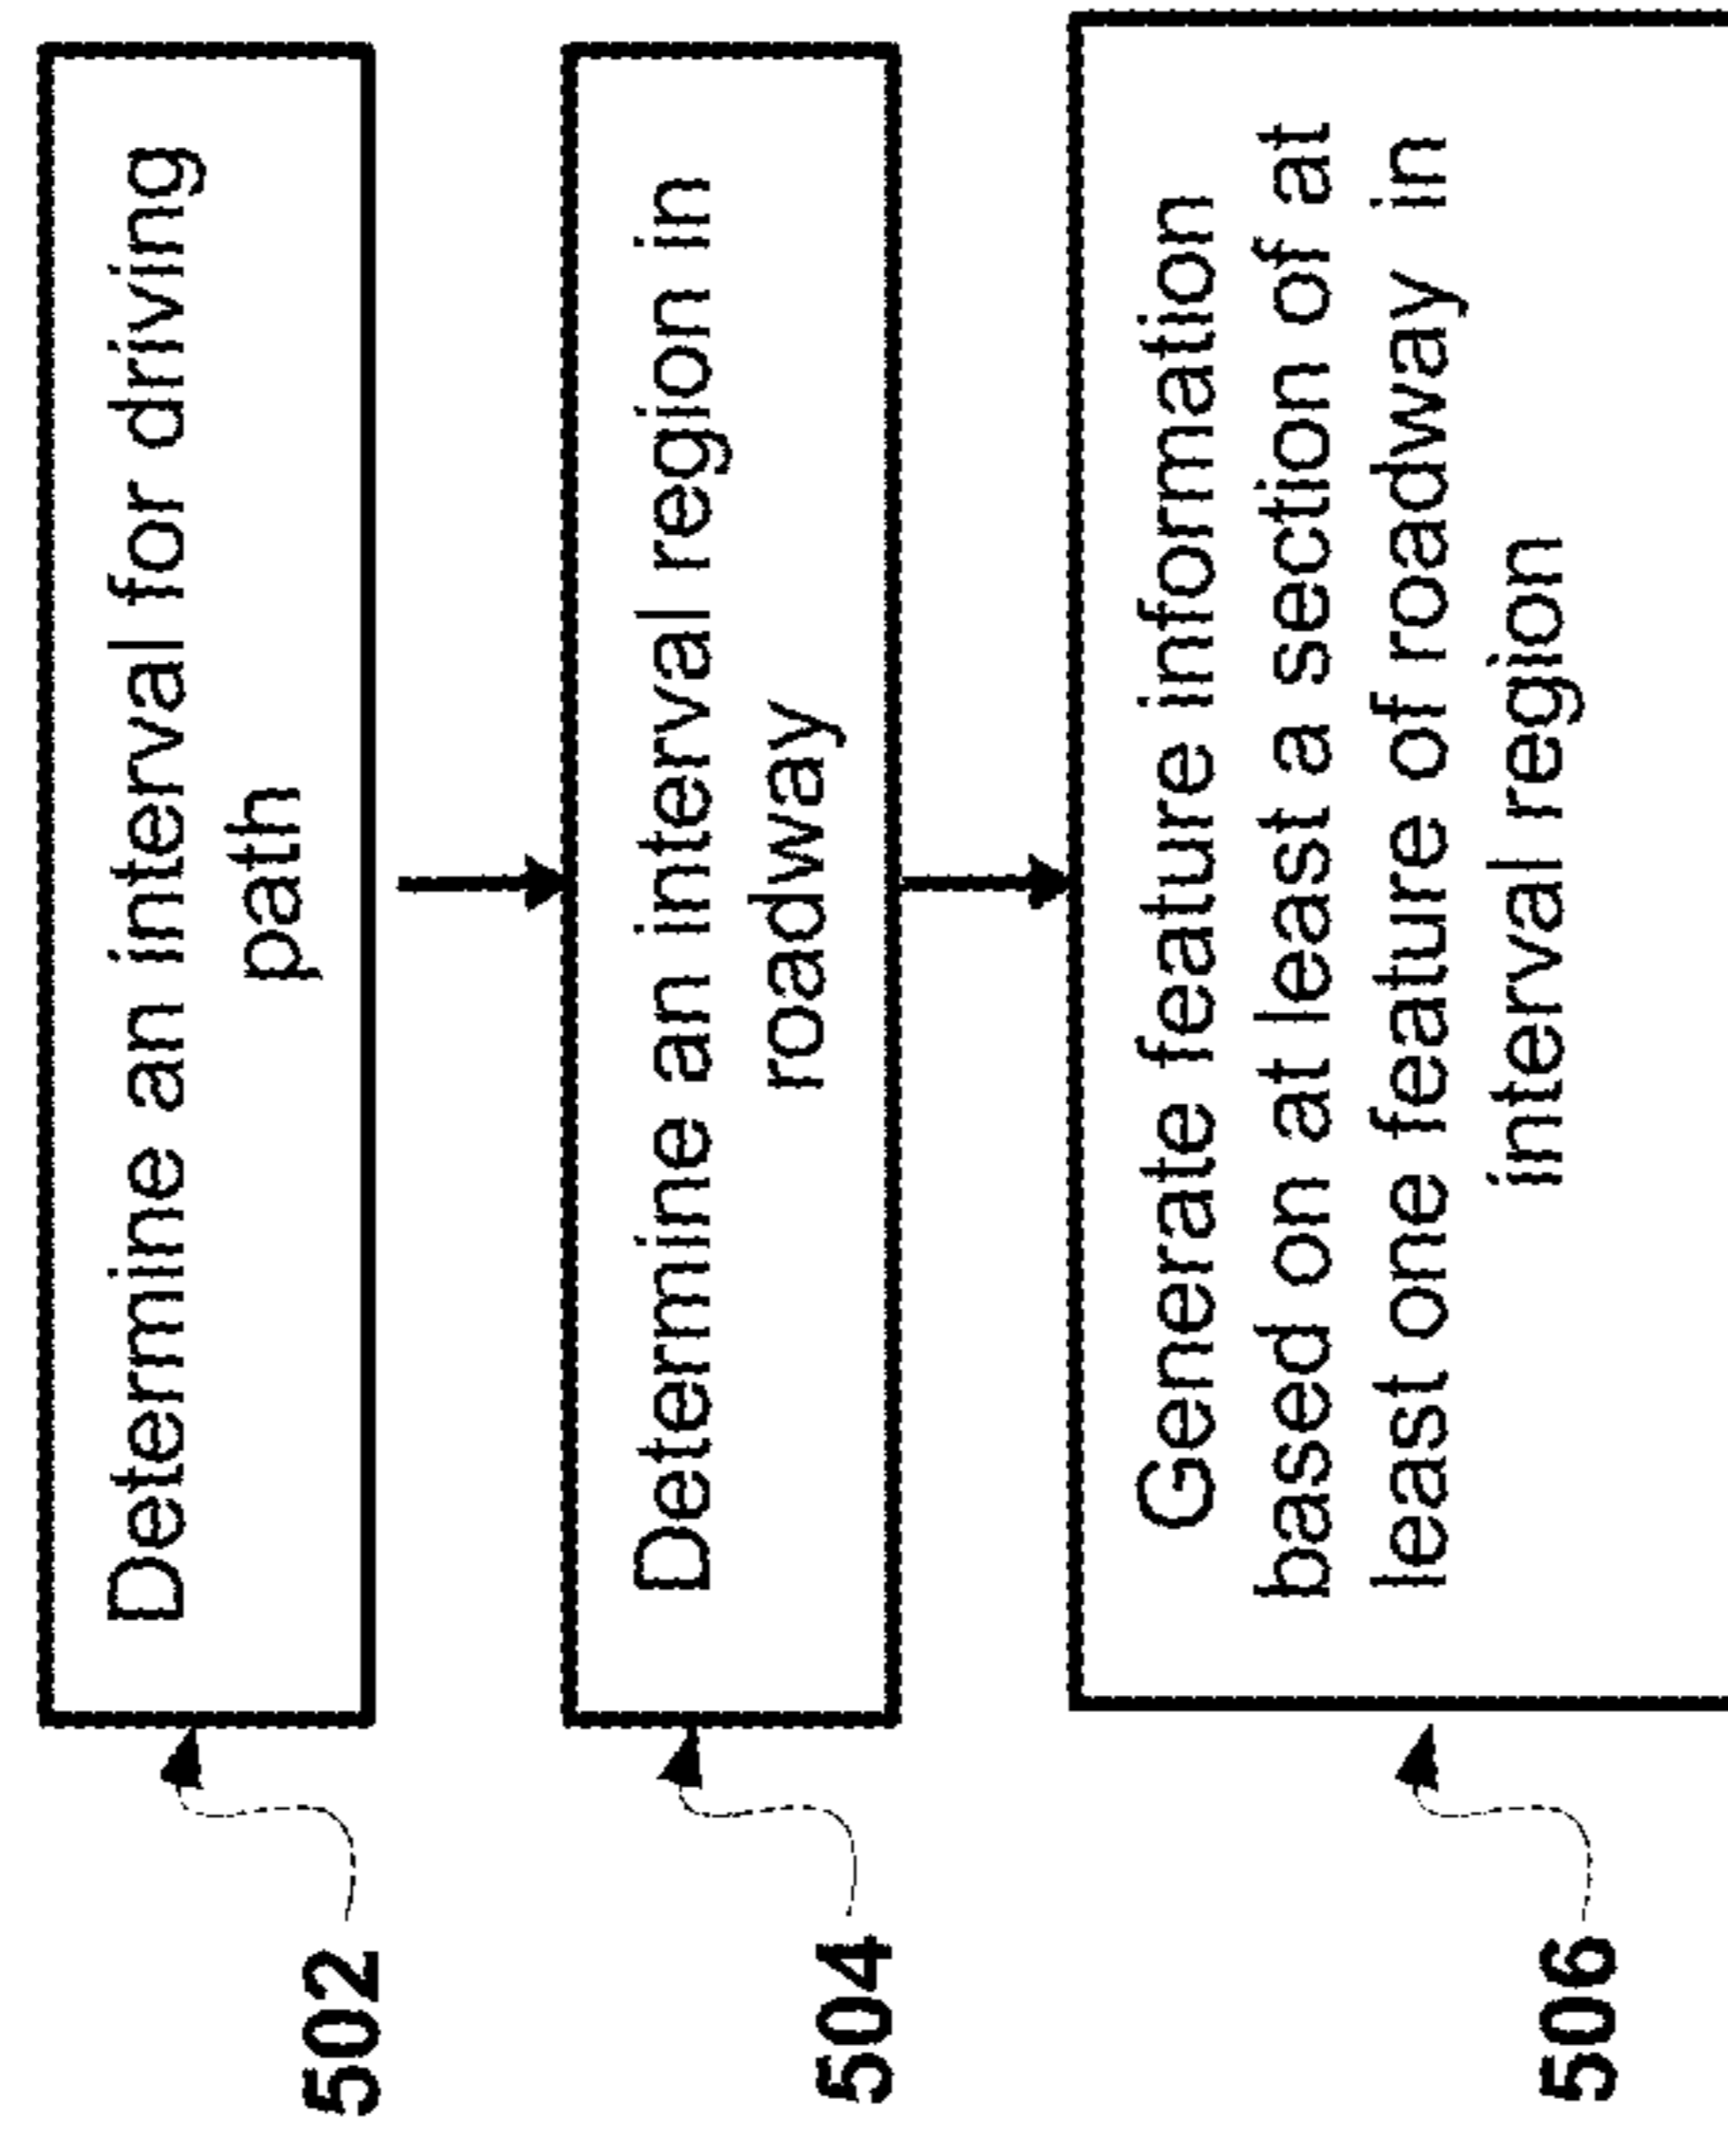 502
Determine an interval for driving
path
504
Determine an interval region in
roadway
506
Generate feature information
based on at least a section of at
least one feature of roadway in
interval region